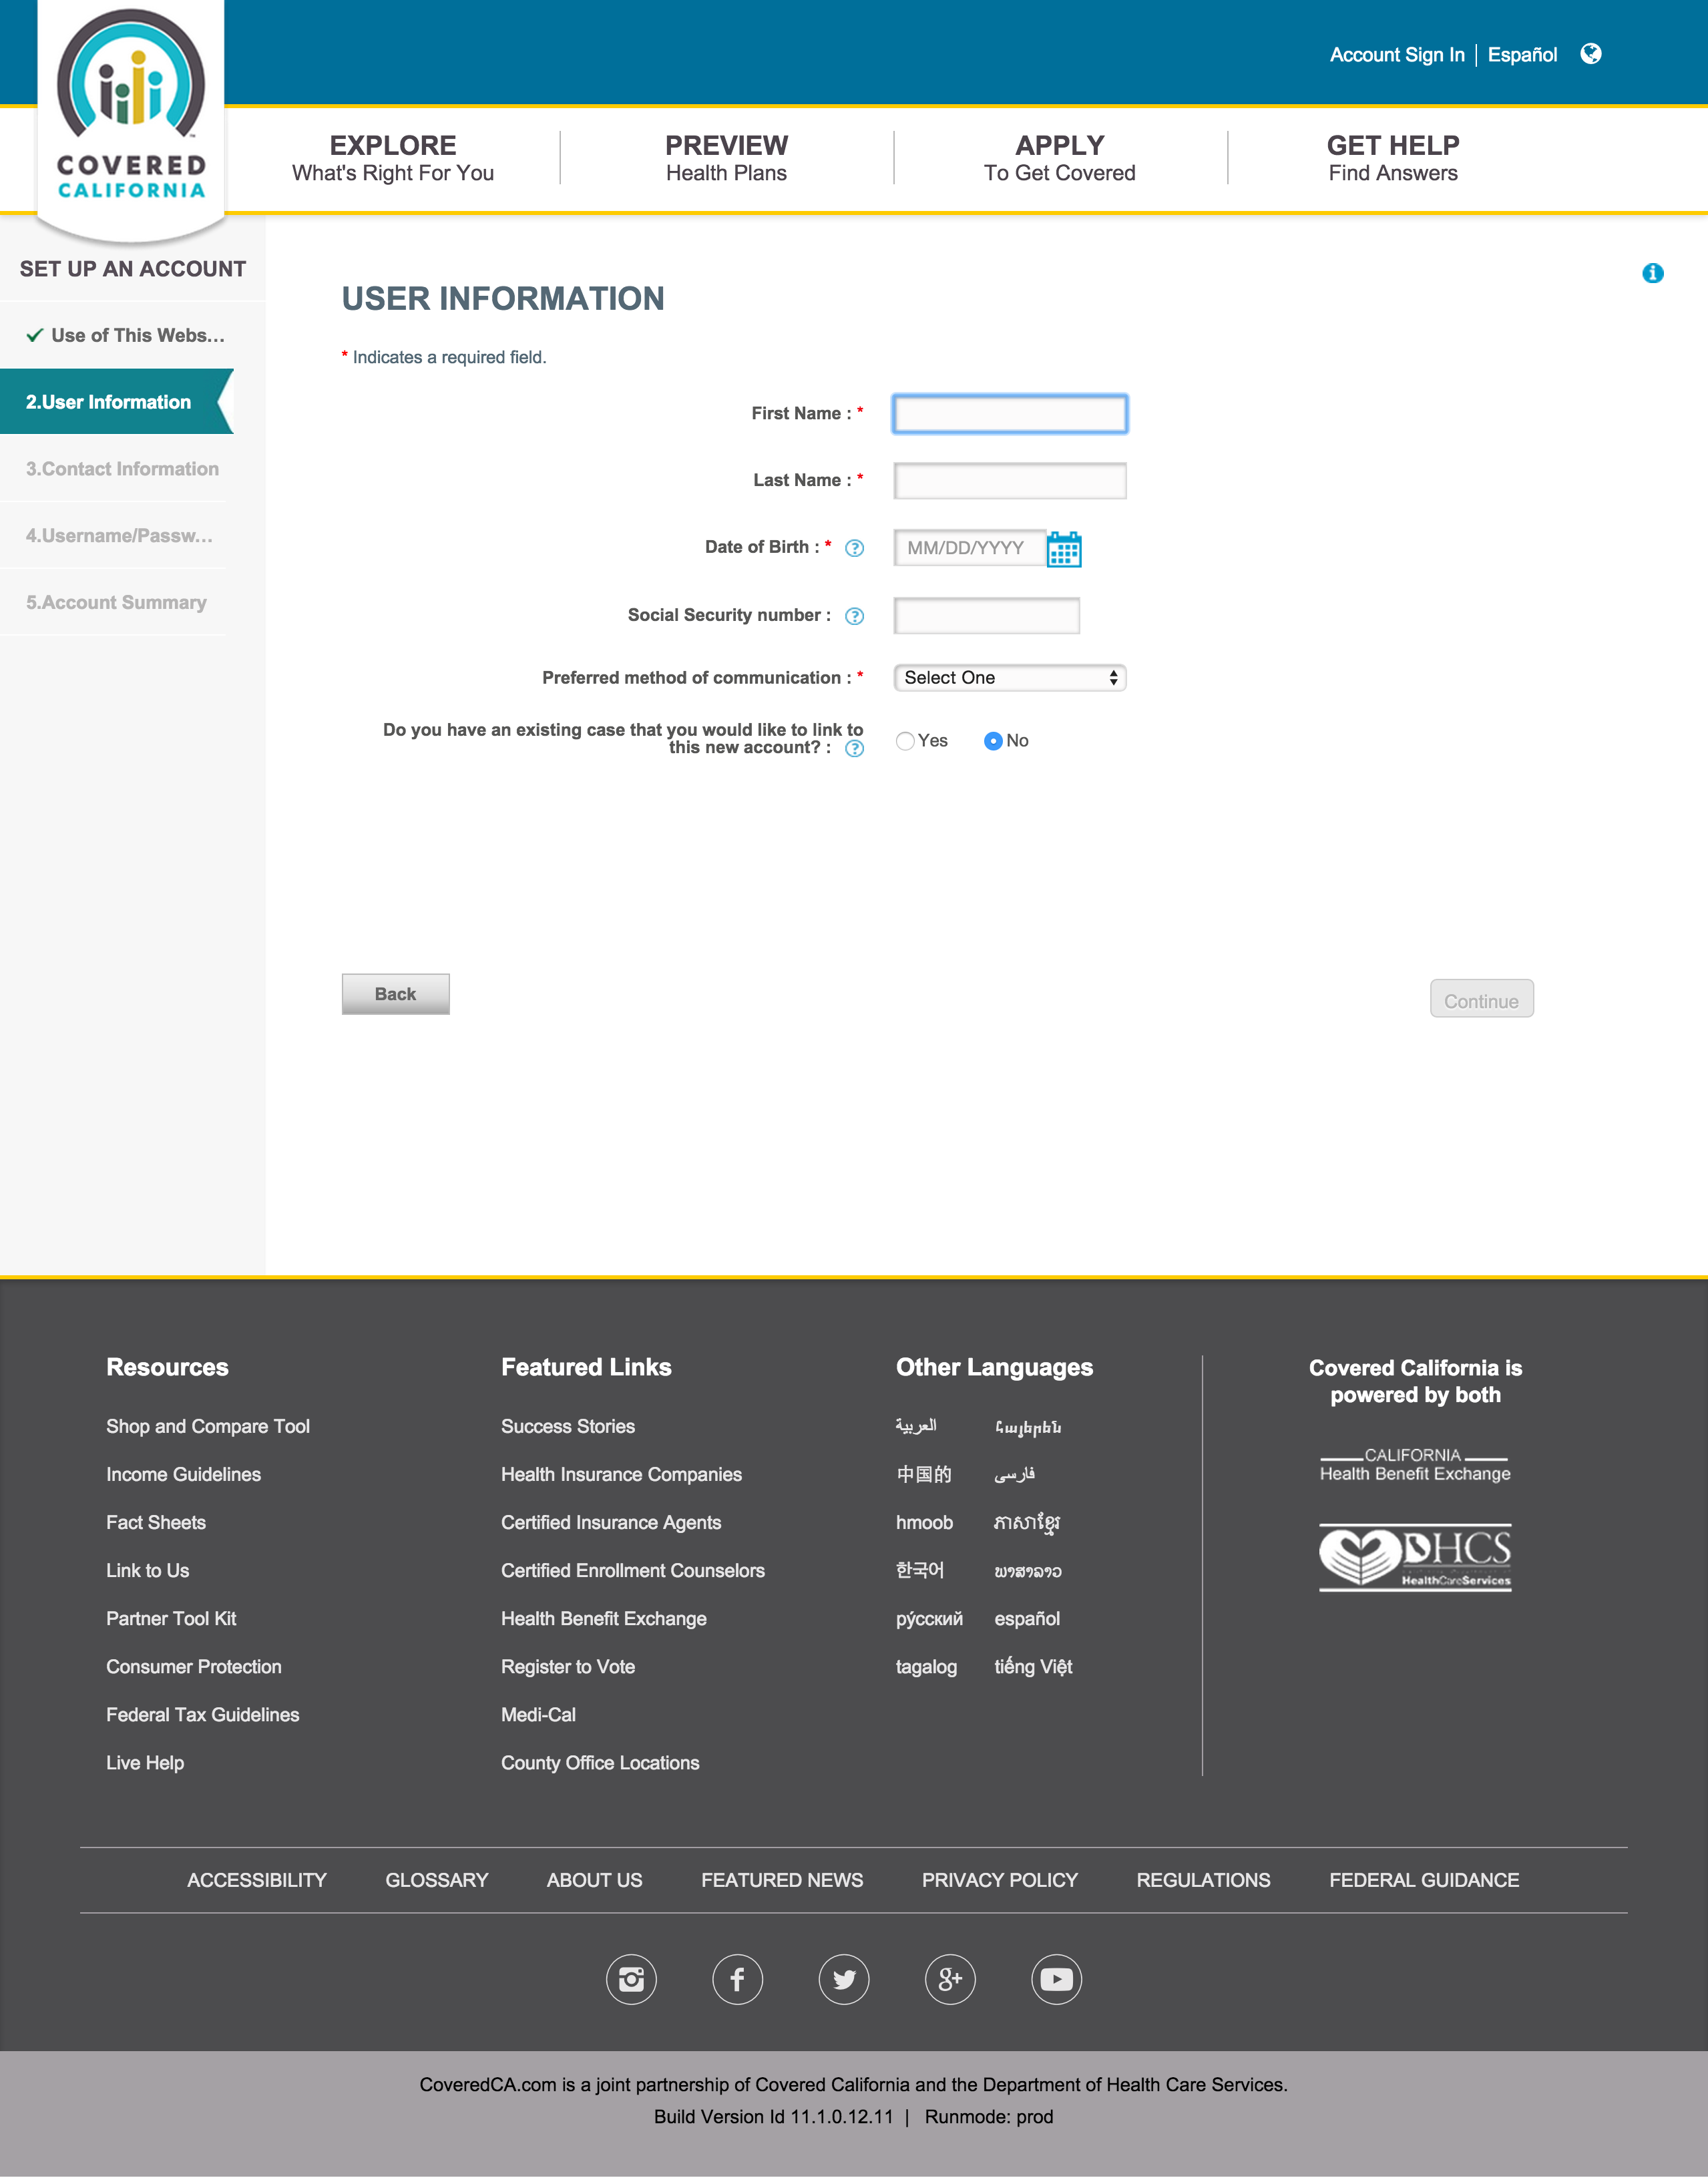 COVERED
CALIFORNIA
Account Sign In | Español
EXPLORE
What's Right For You
PREVIEW
Health Plans
APPLY
To Get Covered
GET HELP
Find Answers
SET UP AN ACCOUNT
Use of This Webs...
2.User Information
3.Contact Information
4.Username/Passw...
5.Account Summary
USER INFORMATION
* Indicates a required field.
First Name : *
Last Name : *
Date of Birth : * ? MM/DD/YYYY
Social Security number : ?
Preferred method of communication : * Select One
Do you have an existing case that you would like to link to
this new account? : ? Yes No
Back
Continue
Resources
Shop and Compare Tool
Income Guidelines
Fact Sheets
Link to Us
Partner Tool Kit
Consumer Protection
Federal Tax Guidelines
Live Help
Featured Links
Success Stories
Health Insurance Companies
Certified Insurance Agents
Certified Enrollment Counselors
Health Benefit Exchange
Register to Vote
Medi-Cal
County Office Locations
Other Languages
العربية Հայերեն
中国的 فارسی
hmoob ភាសាខ្មែរ
한국어 ພາສາລາວ
ру́сский español
tagalog tiếng Việt
Covered California is
powered by both
CALIFORNIA
Health Benefit Exchange
DHCS
HealthCareServices
ACCESSIBILITY GLOSSARY ABOUT US FEATURED NEWS PRIVACY POLICY REGULATIONS FEDERAL GUIDANCE
CoveredCA.com is a joint partnership of Covered California and the Department of Health Care Services.
Build Version Id 11.1.0.12.11 | Runmode: prod